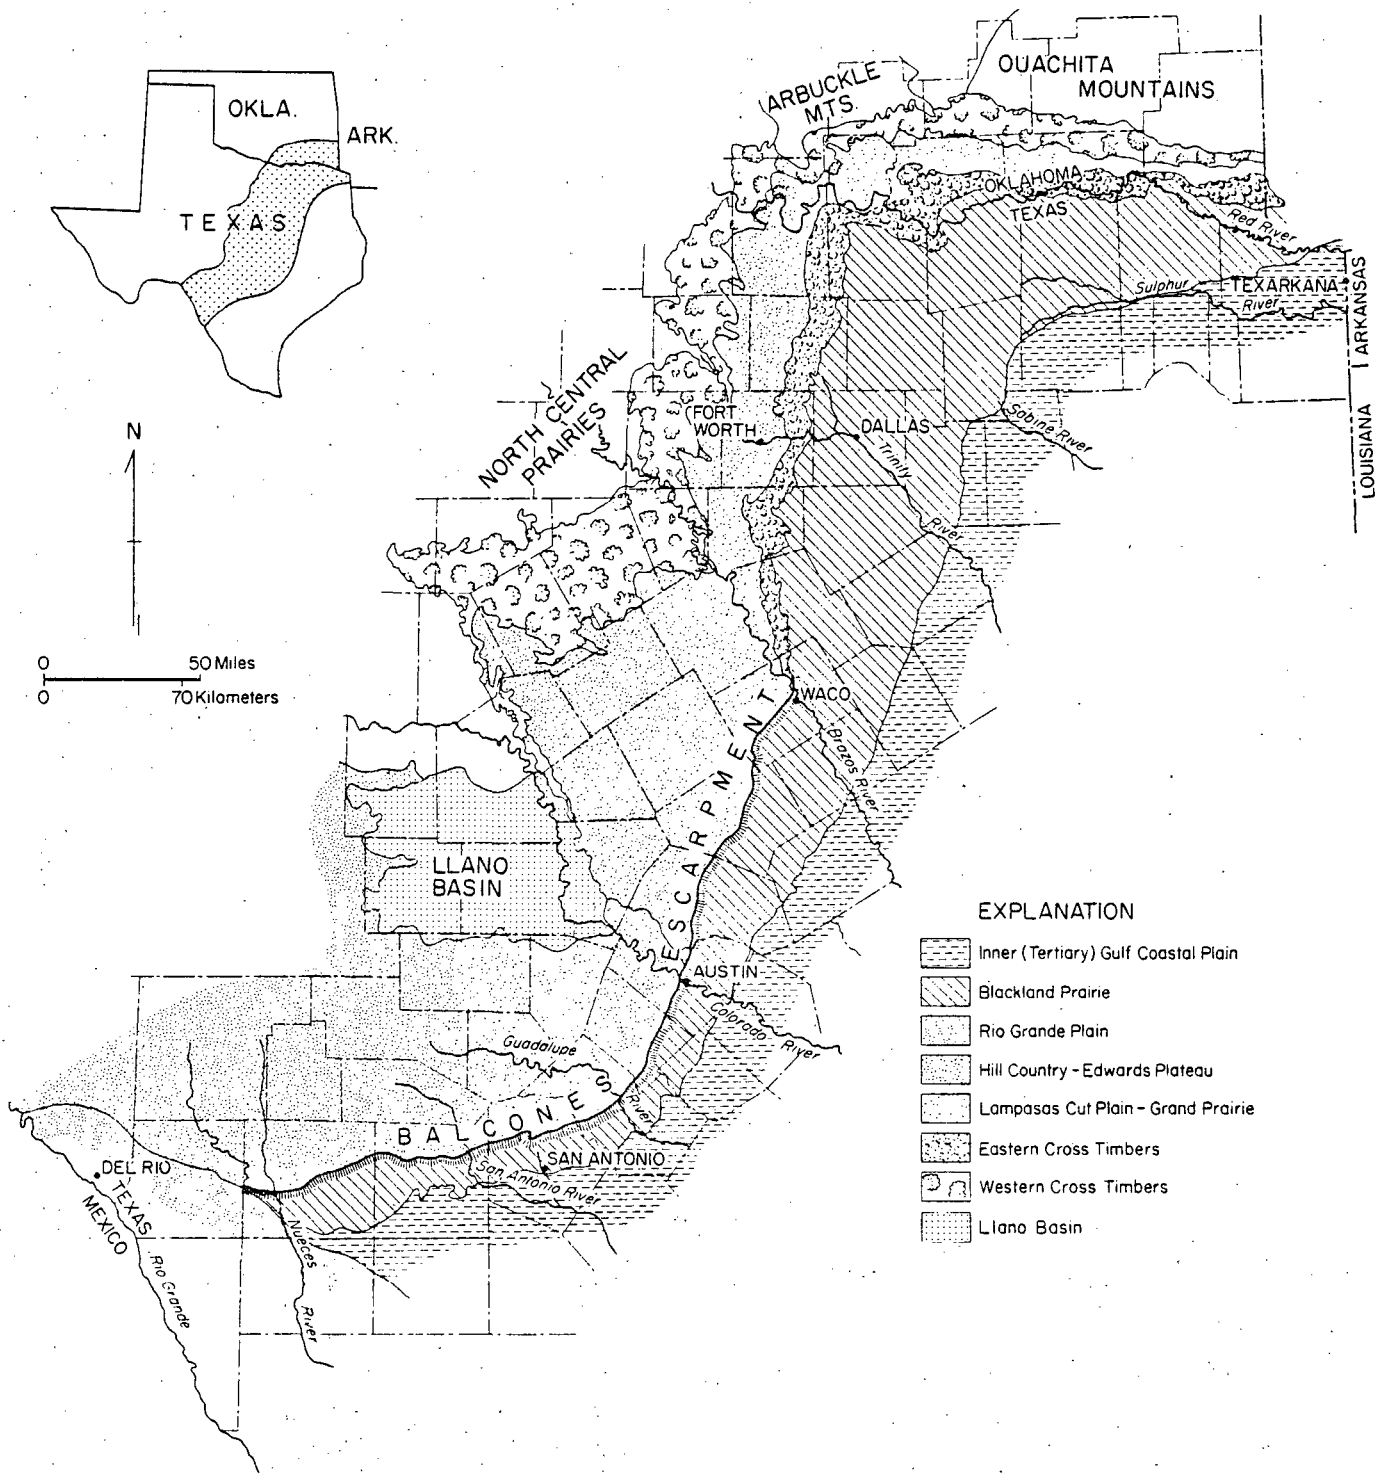 OUACHITA
MOUNTAINS
ARBUCKLE
MTS.
OKLA.
ARK.
TEXAS
OKLAHOMA
TEXAS
Red River
Sulphur
River
TEXARKANA
ARKANSAS
LOUISIANA
NORTH CENTRAL
PRAIRIES
FORT
WORTH
DALLAS
Sabine River
Trinity
River
N
0 50 Miles
0 70 Kilometers
WACO
Brazos River
LLANO
BASIN
BALCONES
ESCARPMENT
AUSTIN
Colorado River
Guadalupe
River
SAN ANTONIO
San Antonio River
DEL RIO
TEXAS
MEXICO
Rio Grande
Nueces
River
EXPLANATION
Inner (Tertiary) Gulf Coastal Plain
Blackland Prairie
Rio Grande Plain
Hill Country - Edwards Plateau
Lampasas Cut Plain - Grand Prairie
Eastern Cross Timbers
Western Cross Timbers
Llano Basin